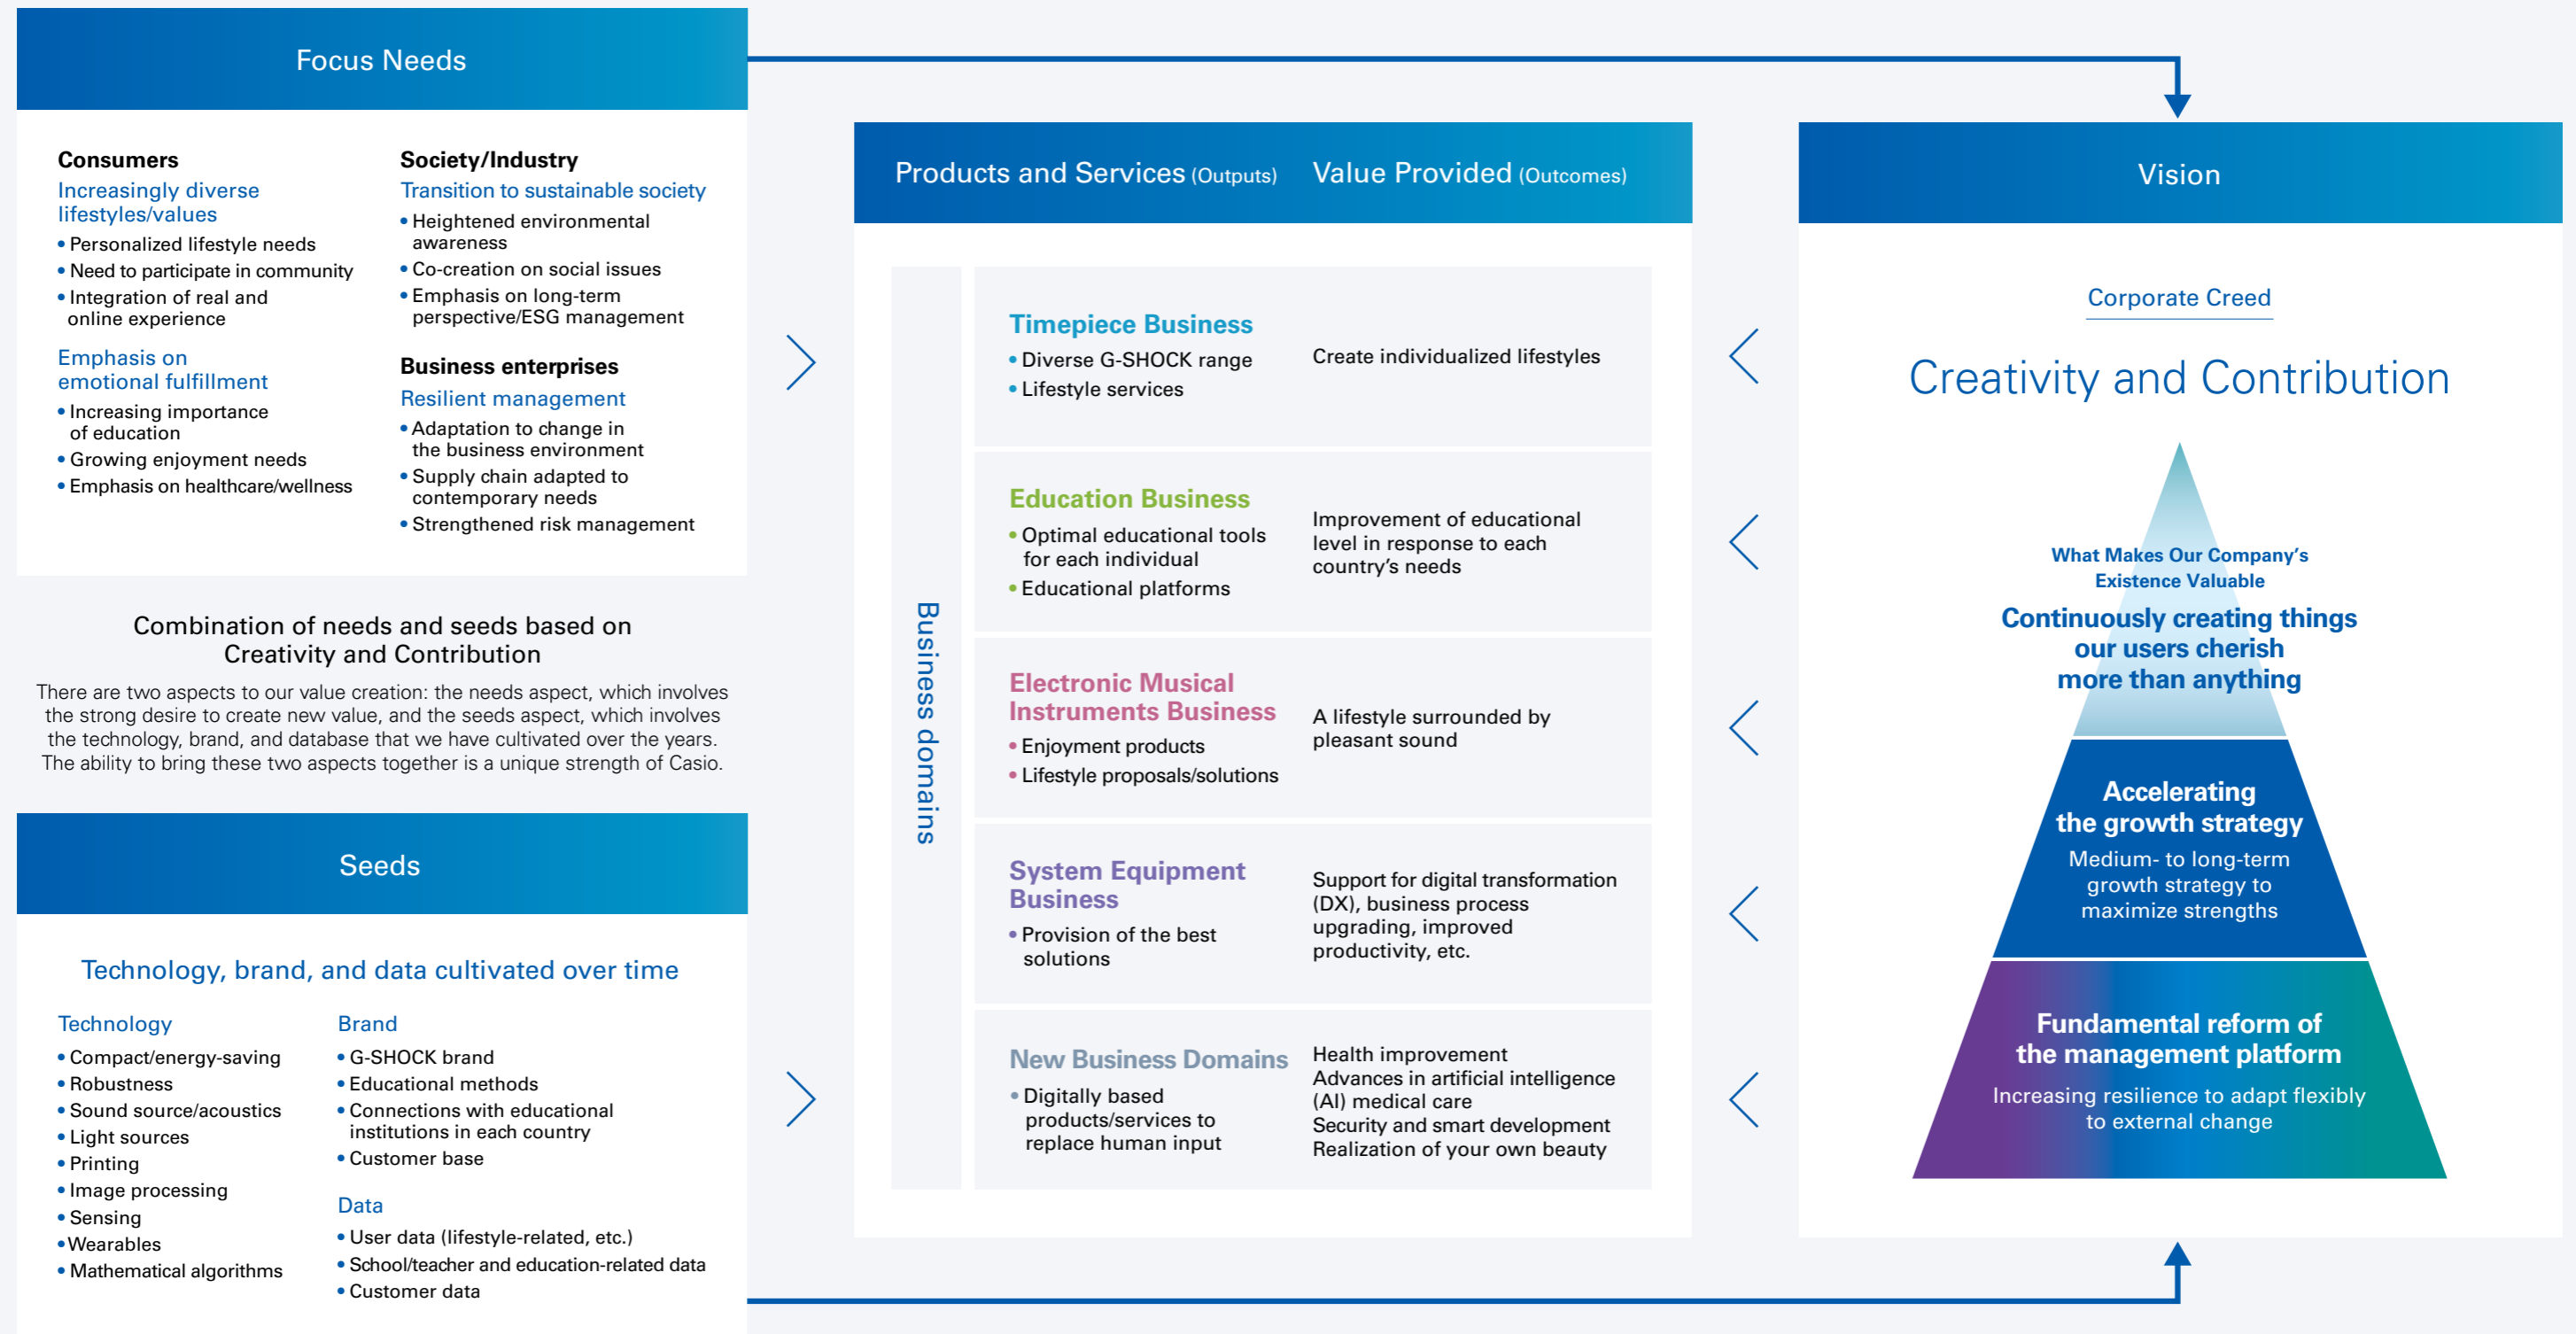 Focus Needs
Consumers
Increasingly diverse
lifestyles/values
• Personalized lifestyle needs
• Need to participate in community
• Integration of real and
online experience
Emphasis on
emotional fulfillment
• Increasing importance
of education
• Growing enjoyment needs
• Emphasis on healthcare/wellness
Society/Industry
Transition to sustainable society
• Heightened environmental
awareness
• Co-creation on social issues
• Emphasis on long-term
perspective/ESG management
Business enterprises
Resilient management
• Adaptation to change in
the business environment
• Supply chain adapted to
contemporary needs
• Strengthened risk management
Combination of needs and seeds based on
Creativity and Contribution
There are two aspects to our value creation: the needs aspect, which involves
the strong desire to create new value, and the seeds aspect, which involves
the technology, brand, and database that we have cultivated over the years.
The ability to bring these two aspects together is a unique strength of Casio.
Seeds
Technology, brand, and data cultivated over time
Technology
• Compact/energy-saving
• Robustness
• Sound source/acoustics
• Light sources
• Printing
• Image processing
• Sensing
• Wearables
• Mathematical algorithms
Brand
• G-SHOCK brand
• Educational methods
• Connections with educational
institutions in each country
• Customer base
Data
• User data (lifestyle-related, etc.)
• School/teacher and education-related data
• Customer data
Products and Services (Outputs)
Value Provided (Outcomes)
Business domains
Timepiece Business
• Diverse G-SHOCK range
• Lifestyle services
Create individualized lifestyles
Education Business
• Optimal educational tools
for each individual
• Educational platforms
Improvement of educational
level in response to each
country's needs
Electronic Musical
Instruments Business
• Enjoyment products
• Lifestyle proposals/solutions
A lifestyle surrounded by
pleasant sound
System Equipment
Business
• Provision of the best
solutions
Support for digital transformation
(DX), business process
upgrading, improved
productivity, etc.
New Business Domains
• Digitally based
products/services to
replace human input
Health improvement
Advances in artificial intelligence
(AI) medical care
Security and smart development
Realization of your own beauty
Vision
Corporate Creed
Creativity and Contribution
What Makes Our Company's
Existence Valuable
Continuously creating things
our users cherish
more than anything
Accelerating
the growth strategy
Medium- to long-term
growth strategy to
maximize strengths
Fundamental reform of
the management platform
Increasing resilience to adapt flexibly
to external change